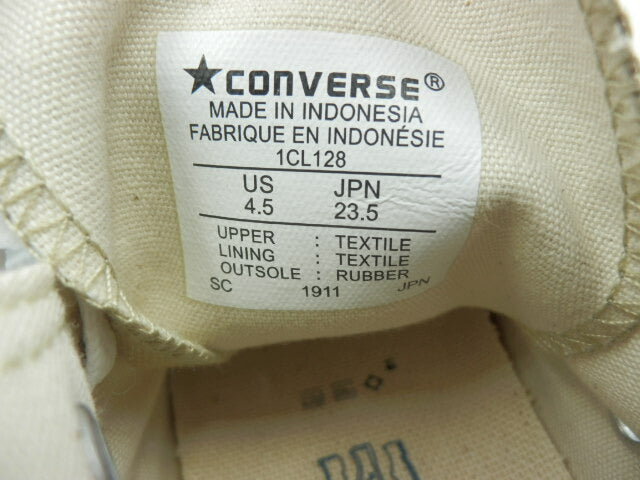 ★CONVERSE®
MADE IN INDONESIA
FABRIQUE EN INDONÉSIE
1CL128
US JPN
4.5 23.5
UPPER : TEXTILE
LINING : TEXTILE
OUTSOLE : RUBBER
SC 1911 JPN